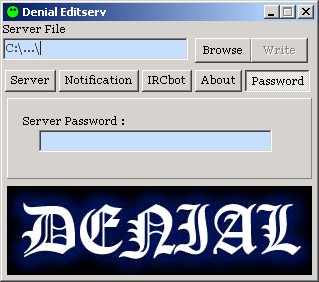 Denial Editserv
Server File
C:\...\
Browse Write
Server Notification IRCbot About Password
Server Password :
DENIAL